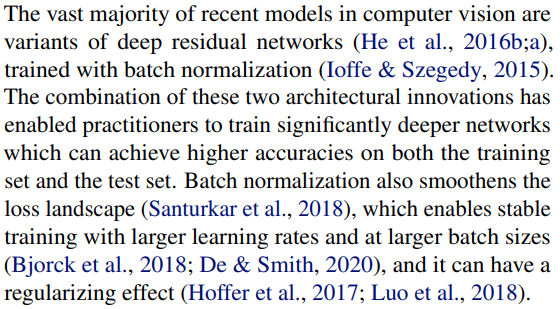 The vast majority of recent models in computer vision are
variants of deep residual networks (He et al., 2016b;a),
trained with batch normalization (Ioffe & Szegedy, 2015).
The combination of these two architectural innovations has
enabled practitioners to train significantly deeper networks
which can achieve higher accuracies on both the training
set and the test set. Batch normalization also smoothens the
loss landscape (Santurkar et al., 2018), which enables stable
training with larger learning rates and at larger batch sizes
(Bjorck et al., 2018; De & Smith, 2020), and it can have a
regularizing effect (Hoffer et al., 2017; Luo et al., 2018).